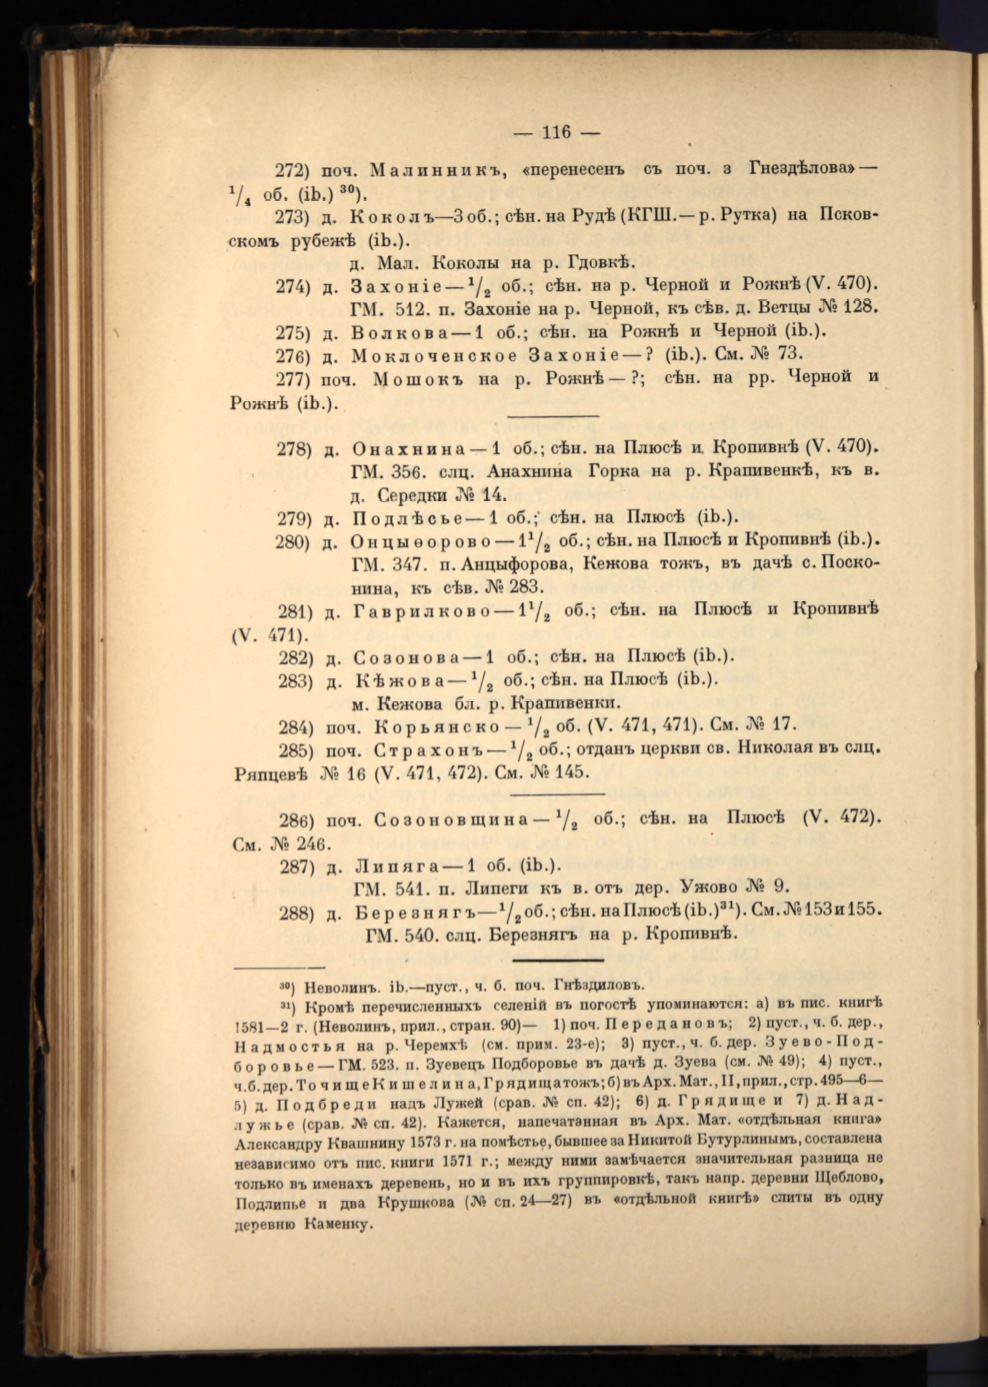 — 116 —
272) поч. Малинникъ, «перенесенъ съ поч. з Гнездѣлова» —
1/4 об. (іЬ.) 30).
273) д. Коколъ—3 об.; сѣн. на Рудѣ (КГШ.—р. Рутка) на Псков-
скомъ рубежѣ (іЬ.).
д. Мал. Коколы на р. Гдовкѣ.
274) д. Захоніе—1/2 об.; сѣн. на р. Черной и Рожнѣ (V. 470).
ГМ. 512. п. Захоніе на р. Черной, къ сѣв. д. Ветцы № 128.
275) д. Волкова—1 об.; сѣн. на Рожнѣ и Черной (іЬ.).
276) д. Моклоченское Захоніе—? (іЬ.). См. № 73.
277) поч. Мошокъ на р. Рожнѣ—?; сѣн. на рр. Черной и
Рожнѣ (іЬ.).
278) д. Онахнина—1 об.; сѣн. на Плюсѣ и Кропивнѣ (V. 470).
ГМ. 356. слц. Анахнина Горка на р. Крапивенкѣ, къ в.
д. Середки № 14.
279) д. Подлѣсье—1 об.; сѣн. на Плюсѣ (іЬ.).
280) д. Онцыѳорово—1 1/2 об.; сѣн. на Плюсѣ и Кропивнѣ (іЬ.).
ГМ. 347. п. Анцыфорова, Кежова тожъ, въ дачѣ с. Поско-
нина, къ сѣв. № 283.
281) д. Гаврилково—1 1/2 об.; сѣн. на Плюсѣ и Кропивнѣ
(V. 471).
282) д. Созонова—1 об.; сѣн. на Плюсѣ (іЬ.).
283) д. Кѣжова—1/2 об.; сѣн. на Плюсѣ (іЬ.).
м. Кежова бл. р. Крапивенки.
284) поч. Корьянско—1/2 об. (V. 471, 471). См. № 17.
285) поч. Страхонъ—1/2 об.; отданъ церкви св. Николая въ слц.
Ряпцевѣ № 16 (V. 471, 472). См. № 145.
286) поч. Созоновщина—1/2 об.; сѣн. на Плюсѣ (V. 472).
См. № 246.
287) д. Липяга—1 об. (іЬ.).
ГМ. 541. п. Липеги къ в. отъ дер. Ужово № 9.
288) д. Березнягъ—1/2 об.; сѣн. на Плюсѣ (іЬ.) 31). См. № 153 и 155.
ГМ. 540. слц. Березнягъ на р. Кропивнѣ.
30) Неволинъ. іЬ.—пуст., ч. б. поч. Гнѣздиловъ.
31) Кромѣ перечисленныхъ селеній въ погостѣ упоминаются: а) въ пис. книгѣ
1581—2 г. (Неволинъ, прил., стран. 90)— 1) поч. Передановъ; 2) пуст., ч. б. дер.,
Надмостья на р. Черемхѣ (см. прим. 23-е); 3) пуст., ч. б. дер. Зуево-Под-
боровье—ГМ. 523. п. Зуевецъ Подборовье въ дачѣ д. Зуева (см. № 49); 4) пуст.,
ч. б. дер. Точище Кишелина, Грядища тожъ; б) въ Арх. Мат., II, прил., стр. 495—6—
5) д. Подбреди надъ Лужей (срав. № сп. 42); 6) д. Грядище и 7) д. Над-
лужье (срав. № сп. 42). Кажется, напечатанная въ Арх. Мат. «отдѣльная книга»
Александру Квашнину 1573 г. на помѣстье, бывшее за Никитой Бутурлинымъ, составлена
независимо отъ пис. книги 1571 г.; между ними замѣчается значительная разница не
только въ именахъ деревень, но и въ ихъ группировкѣ, такъ напр. деревни Щеблово,
Подлипье и два Крушкова (№ сп. 24—27) въ «отдѣльной книгѣ» слиты въ одну
деревню Каменку.